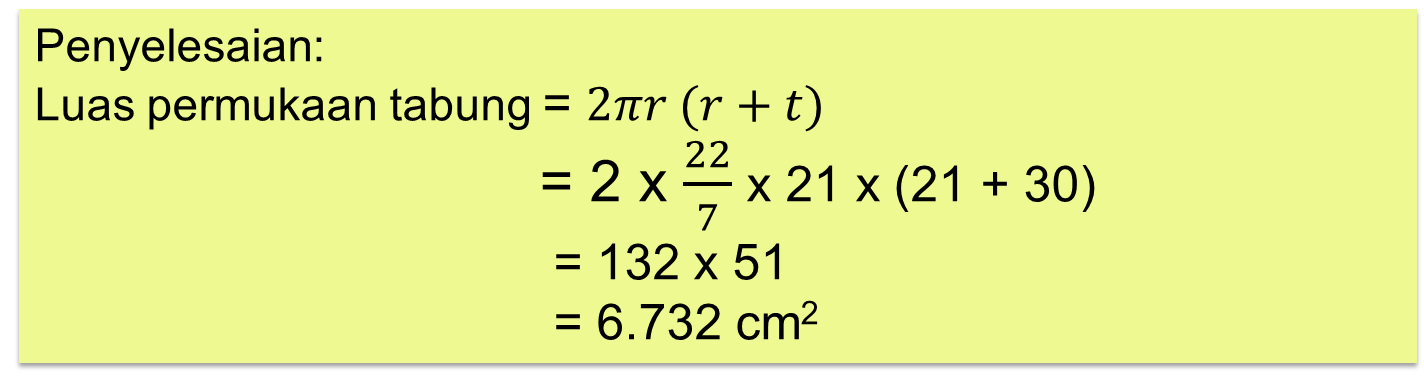 Penyelesaian:
Luas permukaan tabung = 2𝜋𝑟 (𝑟 + 𝑡)
= 2 x 22/7 x 21 x (21 + 30)
= 132 x 51
= 6.732 cm²